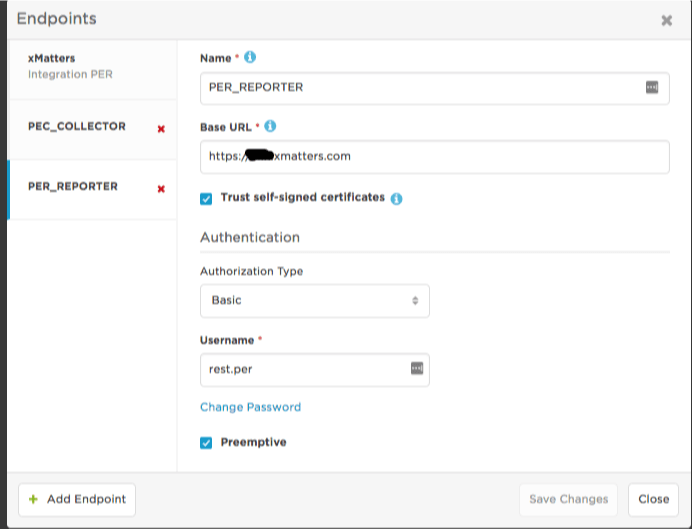 Endpoints
xMatters
Integration PER
PEC_COLLECTOR
PER_REPORTER
Name *
PER_REPORTER
Base URL *
https:/ xmatters.com
Trust self-signed certificates
Authentication
Authorization Type
Basic
Username *
rest.per
Change Password
Preemptive
+ Add Endpoint
Save Changes
Close